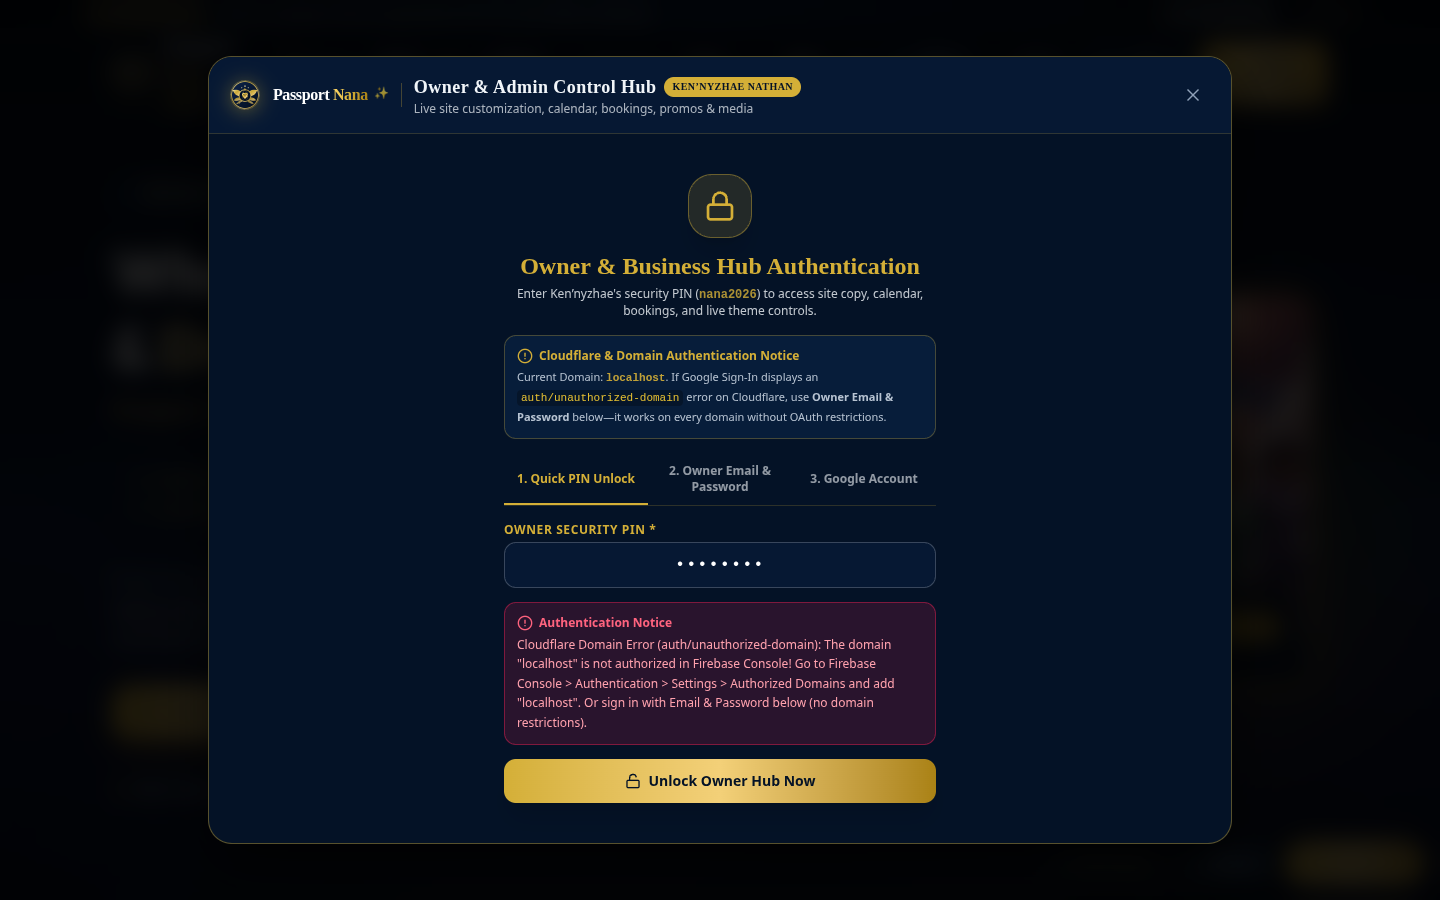 Passport Nana ✨
Owner & Admin Control Hub KEN’NYZHAE NATHAN
Live site customization, calendar, bookings, promos & media
Owner & Business Hub Authentication
Enter Ken’nyzhae's security PIN (nana2026) to access site copy, calendar,
bookings, and live theme controls.
Cloudflare & Domain Authentication Notice
Current Domain: localhost. If Google Sign-In displays an
auth/unauthorized-domain error on Cloudflare, use Owner Email &
Password below—it works on every domain without OAuth restrictions.
1. Quick PIN Unlock
2. Owner Email &
Password
3. Google Account
OWNER SECURITY PIN *
••••••••
Authentication Notice
Cloudflare Domain Error (auth/unauthorized-domain): The domain
"localhost" is not authorized in Firebase Console! Go to Firebase
Console > Authentication > Settings > Authorized Domains and add
"localhost". Or sign in with Email & Password below (no domain
restrictions).
Unlock Owner Hub Now